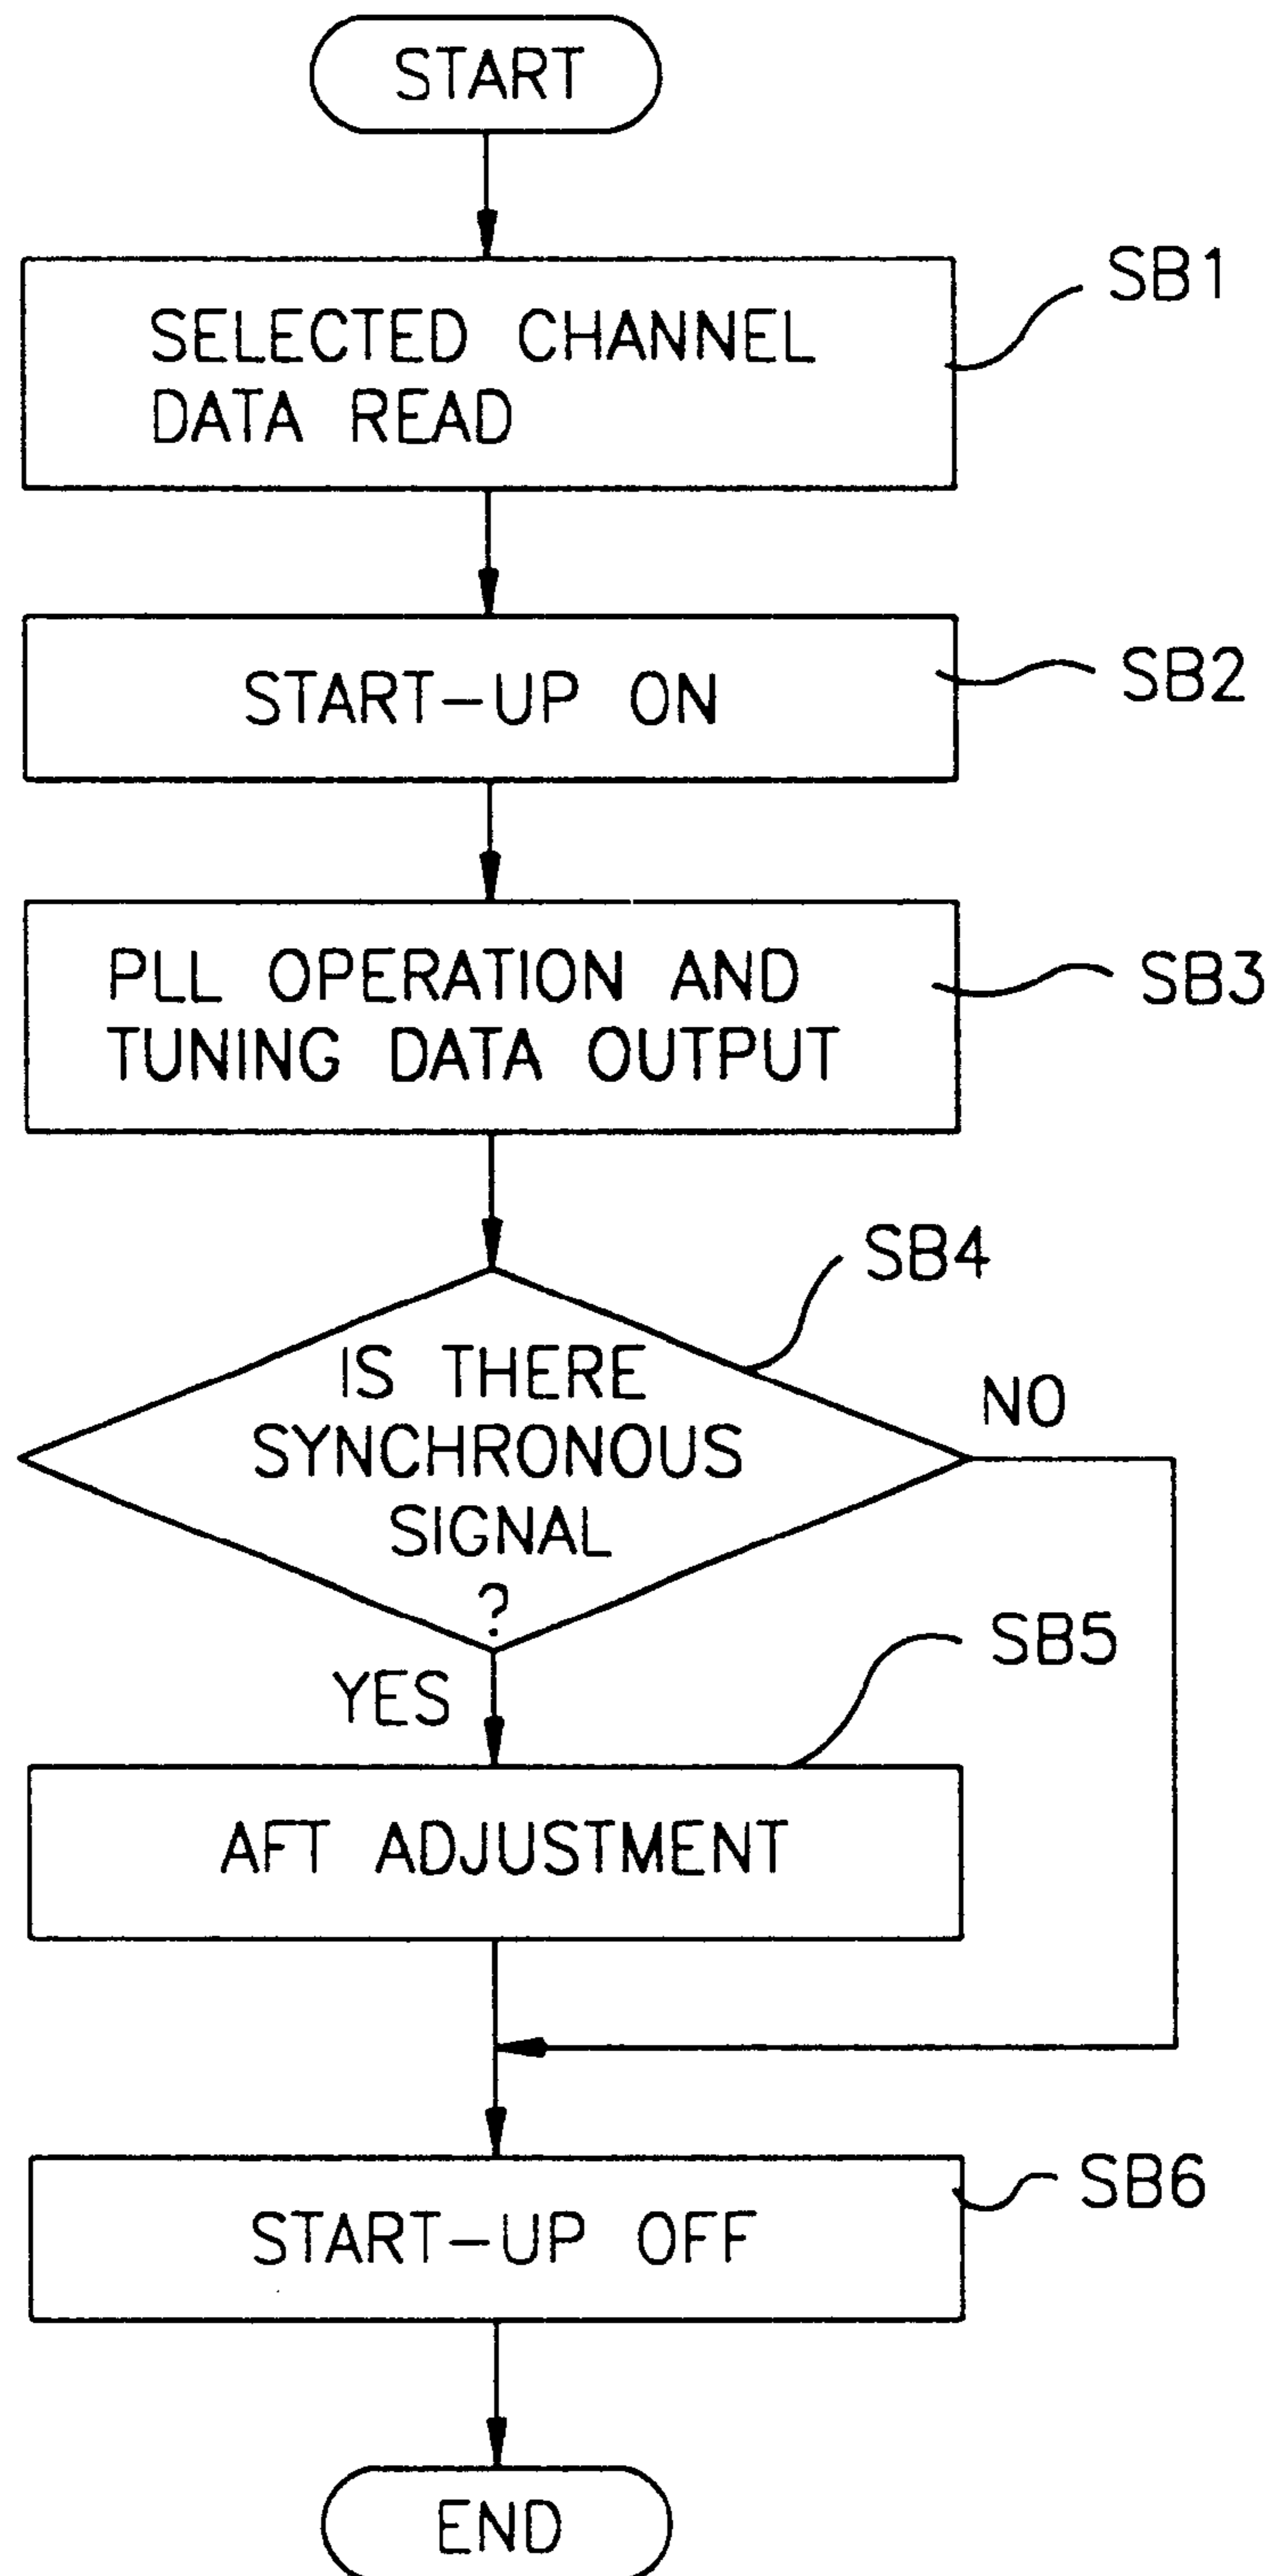 START
SB1
SELECTED CHANNEL
DATA READ
SB2
START-UP ON
SB3
PLL OPERATION AND
TUNING DATA OUTPUT
SB4
IS THERE
SYNCHRONOUS
SIGNAL
?
NO
YES
SB5
AFT ADJUSTMENT
SB6
START-UP OFF
END